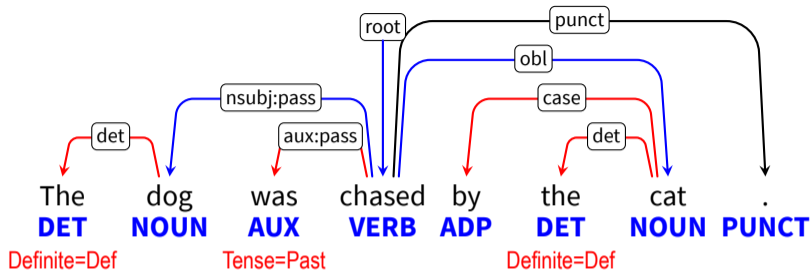 root punct
obl
nsubj:pass case
det aux:pass det
The dog was chased by the cat .
DET NOUN AUX VERB ADP DET NOUN PUNCT
Definite=Def Tense=Past Definite=Def